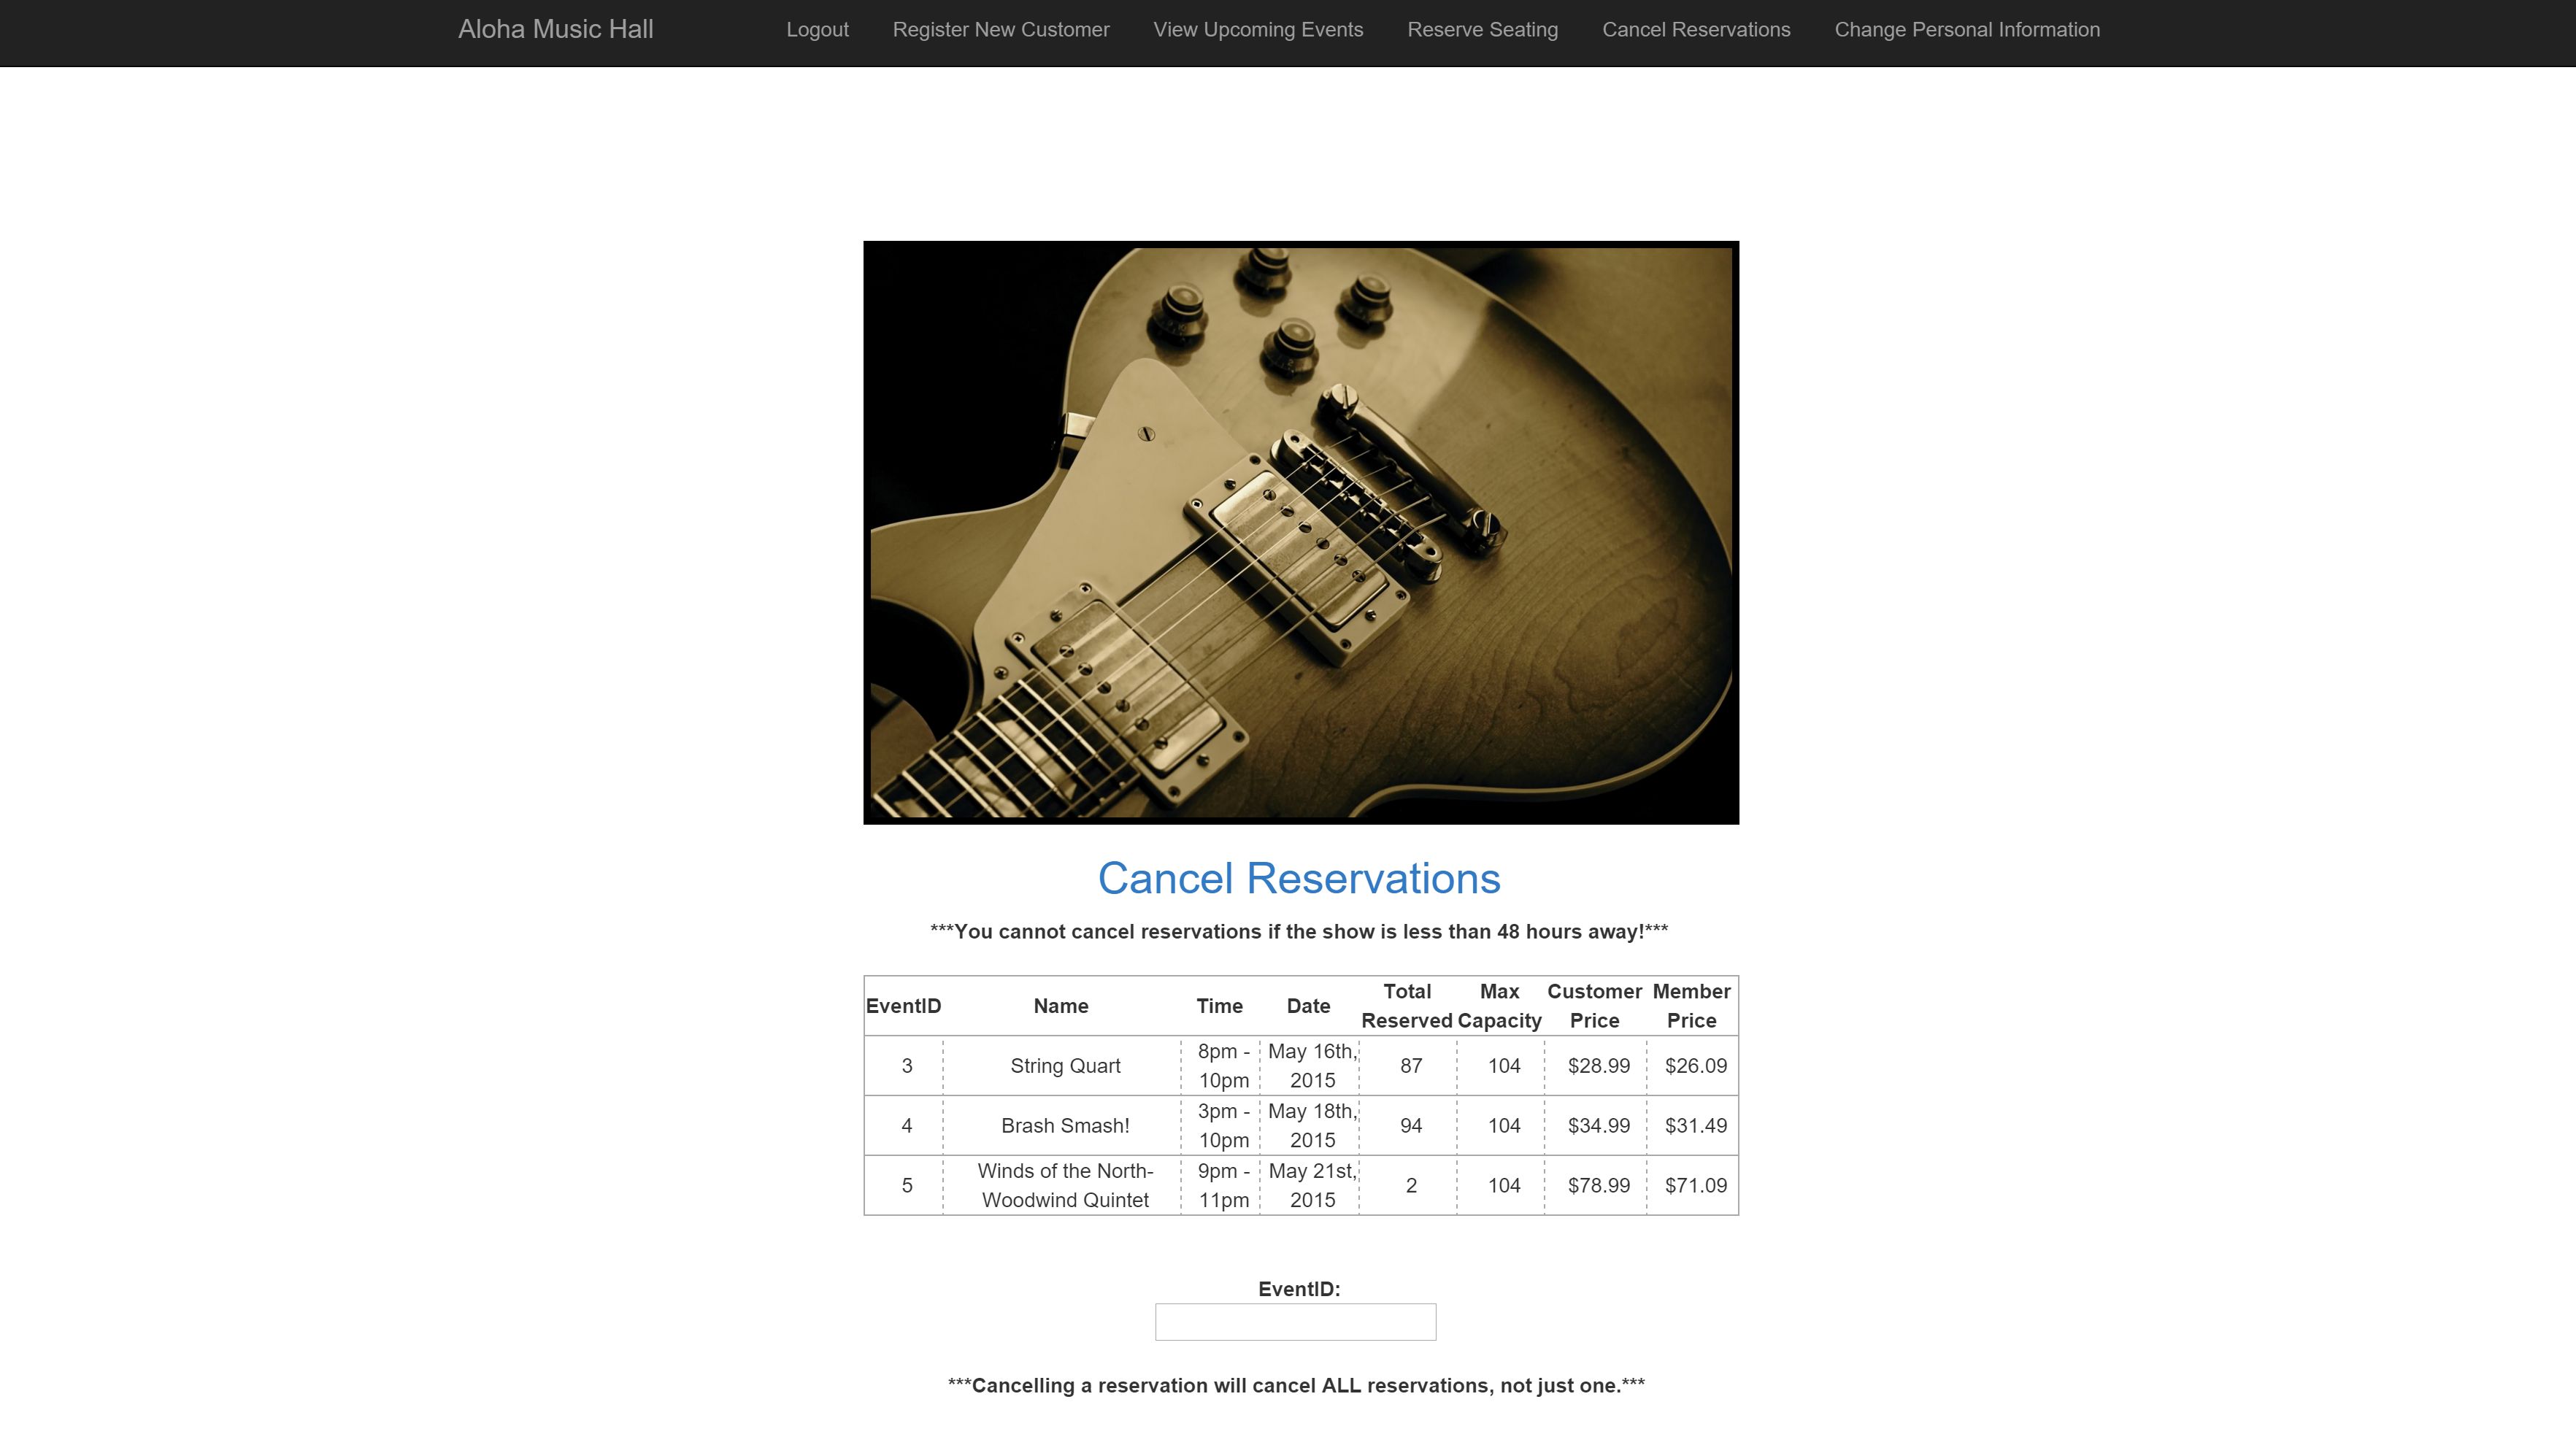 Aloha Music Hall Logout Register New Customer View Upcoming Events Reserve Seating Cancel Reservations Change Personal Information
Cancel Reservations
***You cannot cancel reservations if the show is less than 48 hours away!***
EventID Name Time Date Total Reserved Max Capacity Customer Price Member Price
3 String Quart 8pm - 10pm May 16th, 2015 87 104 $28.99 $26.09
4 Brash Smash! 3pm - 10pm May 18th, 2015 94 104 $34.99 $31.49
5 Winds of the North- Woodwind Quintet 9pm - 11pm May 21st, 2015 2 104 $78.99 $71.09
EventID:
***Cancelling a reservation will cancel ALL reservations, not just one.***